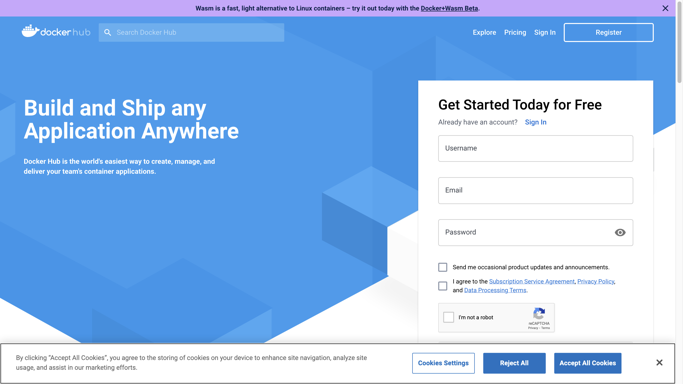 Wasm is a fast, light alternative to Linux containers – try it out today with the Docker+Wasm Beta.
docker hub
Search Docker Hub
Explore
Pricing
Sign In
Register
Build and Ship any
Application Anywhere
Docker Hub is the world's easiest way to create, manage, and
deliver your team's container applications.
Get Started Today for Free
Already have an account? Sign In
Username
Email
Password
Send me occasional product updates and announcements.
I agree to the Subscription Service Agreement, Privacy Policy,
and Data Processing Terms.
I'm not a robot
reCAPTCHA
Privacy - Terms
By clicking "Accept All Cookies", you agree to the storing of cookies on your device to enhance site navigation, analyze site
usage, and assist in our marketing efforts.
Cookies Settings
Reject All
Accept All Cookies